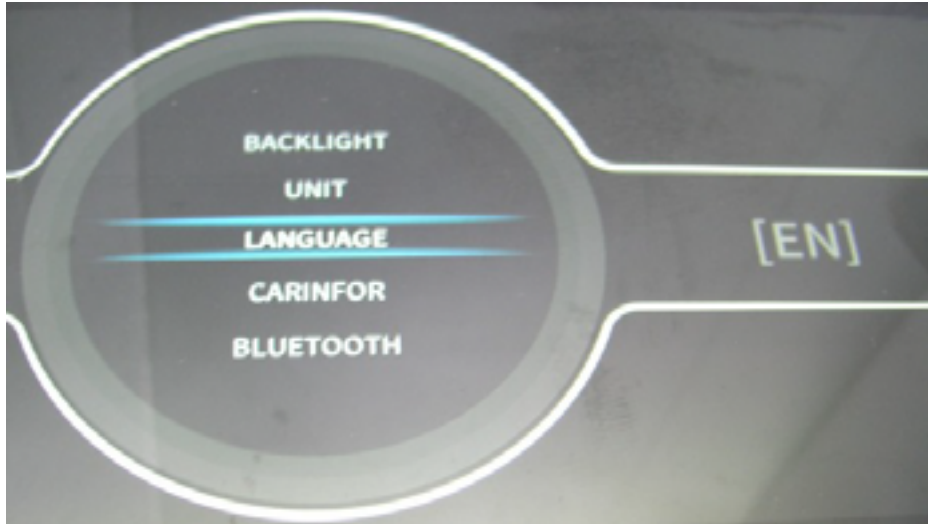 BACKLIGHT
UNIT
LANGUAGE
[EN]
CARINFOR
BLUETOOTH